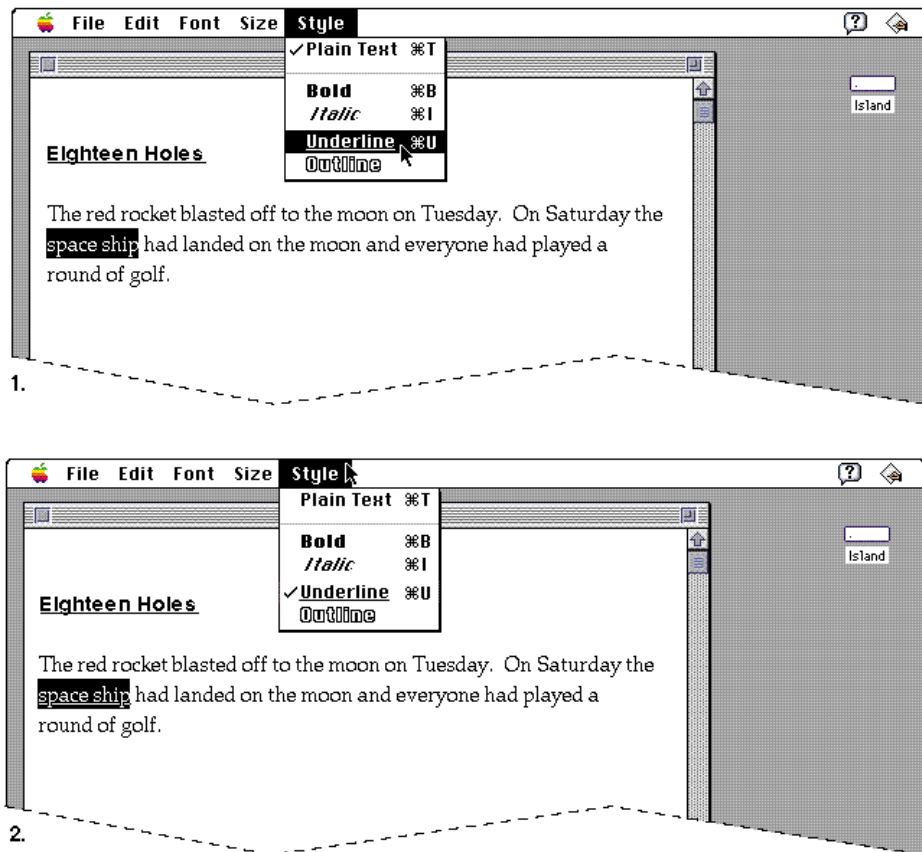 File Edit Font Size Style
✓Plain Text ⌘T
Bold ⌘B
Italic ⌘I
Underline ⌘U
Outline
Island
Eighteen Holes
The red rocket blasted off to the moon on Tuesday. On Saturday the
space ship had landed on the moon and everyone had played a
round of golf.
1.
File Edit Font Size Style
Plain Text ⌘T
Bold ⌘B
Italic ⌘I
✓Underline ⌘U
Outline
Island
Eighteen Holes
The red rocket blasted off to the moon on Tuesday. On Saturday the
space ship had landed on the moon and everyone had played a
round of golf.
2.